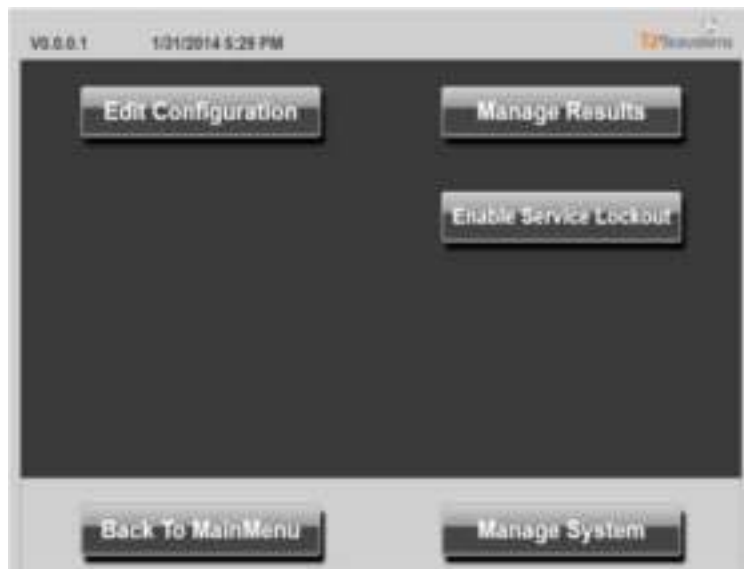 V0.0.0.1 1/31/2014 5:29 PM
Edit Configuration
Manage Results
Enable Service Lockout
Back To MainMenu
Manage System